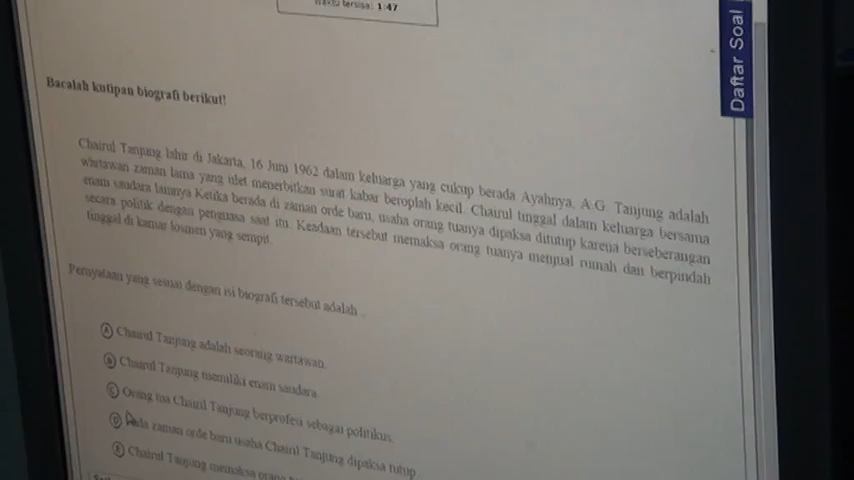 Waktu tersisa: 1:47
Daftar Soal
Bacalah kutipan biografi berikut!
Chairul Tanjung lahir di Jakarta, 16 Juni 1962 dalam keluarga yang cukup berada Ayahnya, A.G. Tanjung adalah
wartawan zaman lama yang ulet menerbitkan surat kabar beroplah kecil. Chairul tinggal dalam keluarga bersama
enam saudara lainnya Ketika berada di zaman orde baru, usaha orang tuanya dipaksa ditutup karena berseberangan
secara politik dengan penguasa saat itu. Keadaan tersebut memaksa orang tuanya menjual rumah dan berpindah
tinggal di kamar losmen yang sempit.
Pernyataan yang sesuai dengan isi biografi tersebut adalah ..
A Chairul Tanjung adalah seorang wartawan.
B Chairul Tanjung memiliki enam saudara.
C Orang tua Chairul Tanjung berprofesi sebagai politikus.
D Pada zaman orde baru usaha Chairul Tanjung dipaksa tutup
E Chairul Tanjung memaksa orang